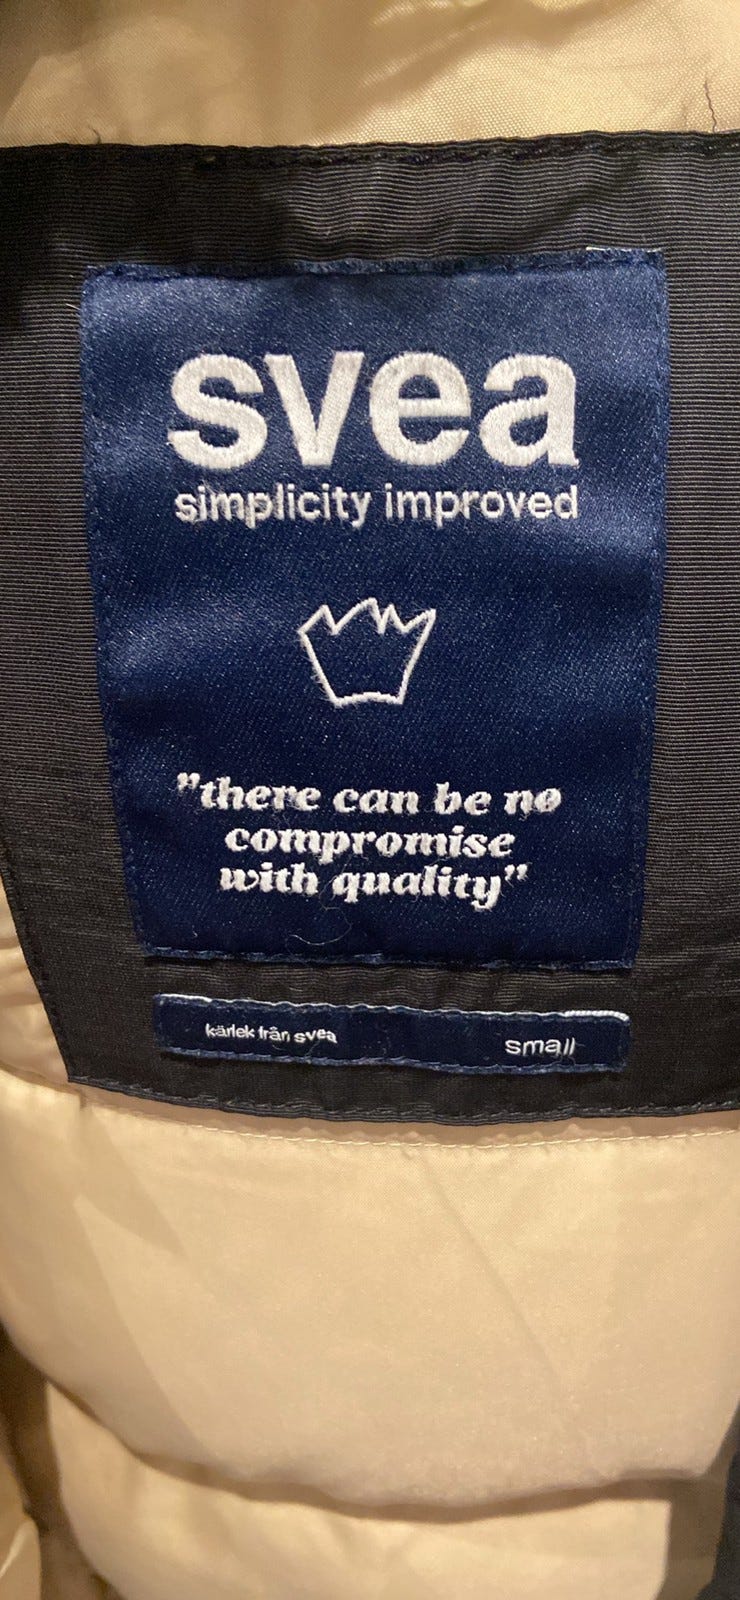 svea
simplicity improved
"there can be no
compromise
with quality"
kärlek från svea
small